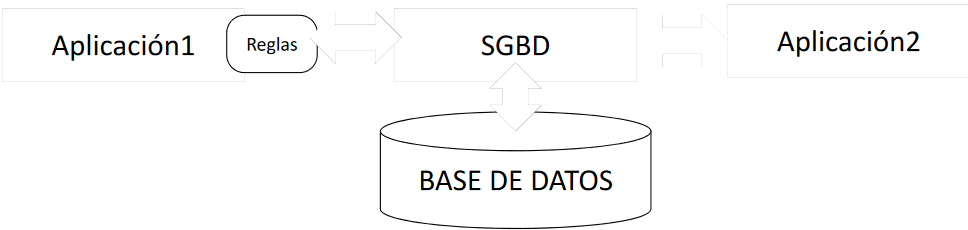 Aplicación1
Reglas
SGBD
Aplicación2
BASE DE DATOS